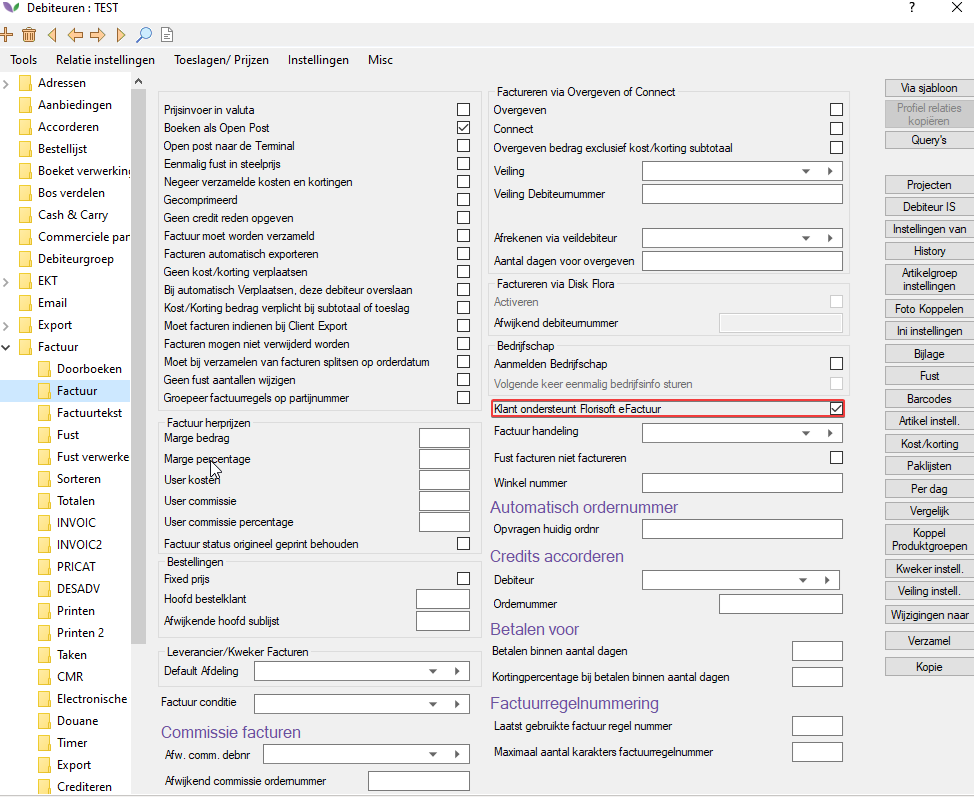 Debiteuren : TEST
?
Tools Relatie instellingen Toeslagen/ Prijzen Instellingen Misc
Adressen
Aanbiedingen
Accorderen
Bestellijst
Boeket verwerking
Bos verdelen
Cash & Carry
Commerciele par
Debiteurgroep
EKT
Email
Export
Factuur
Doorboeken
Factuur
Factuurtekst
Fust
Fust verwerke
Sorteren
Totalen
INVOIC
INVOIC2
PRICAT
DESADV
Printen
Printen 2
Taken
CMR
Electronische
Douane
Timer
Export
Crediteren
Prijsinvoer in valuta
Boeken als Open Post
Open post naar de Terminal
Eenmalig fust in steelprijs
Negeer verzamelde kosten en kortingen
Gecomprimeerd
Geen credit reden opgeven
Factuur moet worden verzameld
Facturen automatisch exporteren
Geen kost/korting verplaatsen
Bij automatisch Verplaatsen, deze debiteur overslaan
Kost/Korting bedrag verplicht bij subtotaal of toeslag
Moet facturen indienen bij Client Export
Facturen mogen niet verwijderd worden
Moet bij verzamelen van facturen splitsen op orderdatum
Geen fust aantallen wijzigen
Groepeer factuurregels op partijnummer
Factuur herprijzen
Marge bedrag
Marge percentage
User kosten
User commissie
User commissie percentage
Factuur status origineel geprint behouden
Bestellingen
Fixed prijs
Hoofd bestelklant
Afwijkende hoofd sublijst
Leverancier/Kweker Facturen
Default Afdeling
Factuur conditie
Commissie facturen
Afw. comm. debnr
Afwijkend commissie ordernummer
Factureren via Overgeven of Connect
Overgeven
Connect
Overgeven bedrag exclusief kost/korting subtotaal
Veiling
Veiling Debiteurnummer
Afrekenen via veildebiteur
Aantal dagen voor overgeven
Factureren via Disk Flora
Activeren
Afwijkend debiteurnummer
Bedrijfschap
Aanmelden Bedrijfschap
Volgende keer eenmalig bedrijfsinfo sturen
Klant ondersteunt Florisoft eFactuur
Factuur handeling
Fust facturen niet factureren
Winkel nummer
Automatisch ordernummer
Opvragen huidig ordnr
Credits accorderen
Debiteur
Ordernummer
Betalen voor
Betalen binnen aantal dagen
Kortingpercentage bij betalen binnen aantal dagen
Factuurregelnummering
Laatst gebruikte factuur regel nummer
Maximaal aantal karakters factuurregelnummer
Via sjabloon
Profiel relaties
kopiëren
Query's
Projecten
Debiteur IS
Instellingen van
History
Artikelgroep
instellingen
Foto Koppelen
Ini instellingen
Bijlage
Fust
Barcodes
Artikel instell.
Kost/korting
Paklijsten
Per dag
Vergelijk
Koppel
Produktgroepen
Kweker instell.
Veiling instell.
Wijzigingen naar
Verzamel
Kopie